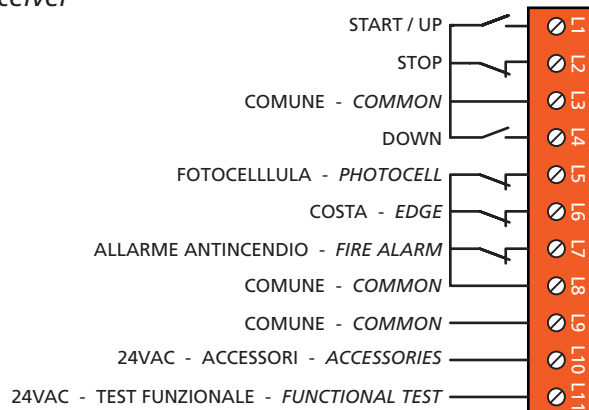 START / UP L1
STOP L2
COMUNE - COMMON L3
DOWN L4
FOTOCELLLULA - PHOTOCELL L5
COSTA - EDGE L6
ALLARME ANTINCENDIO - FIRE ALARM L7
COMUNE - COMMON L8
COMUNE - COMMON L9
24VAC - ACCESSORI - ACCESSORIES L10
24VAC - TEST FUNZIONALE - FUNCTIONAL TEST L11